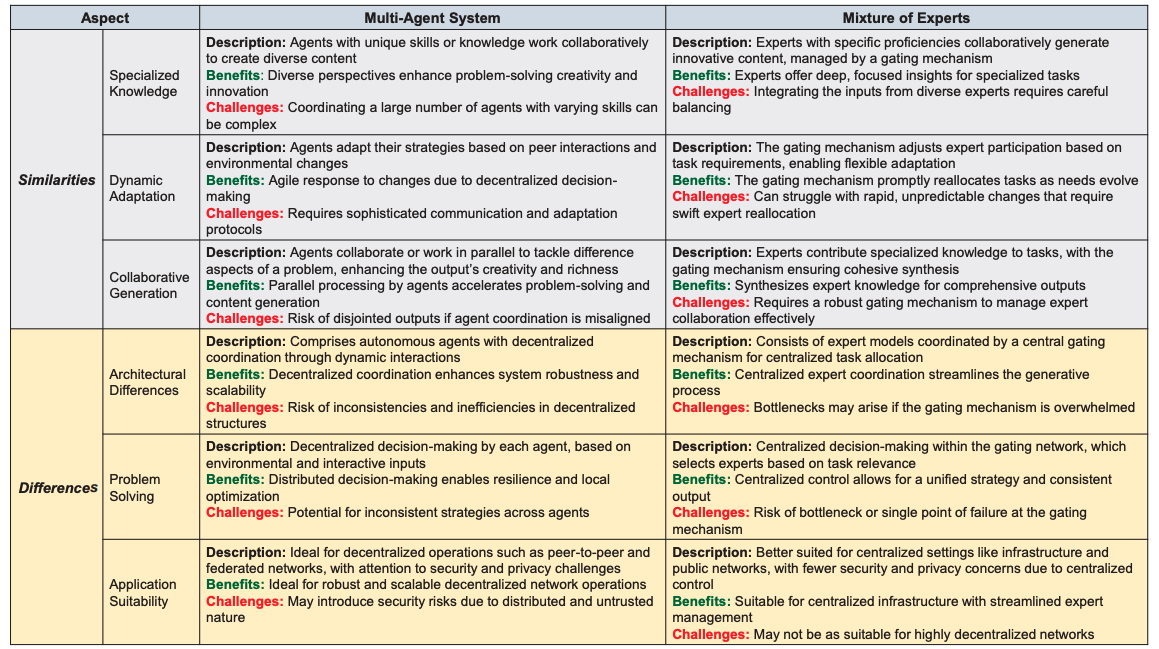 Aspect
Multi-Agent System
Mixture of Experts
Similarities
Specialized
Knowledge
Description: Agents with unique skills or knowledge work collaboratively
to create diverse content
Benefits: Diverse perspectives enhance problem-solving creativity and
innovation
Challenges: Coordinating a large number of agents with varying skills can
be complex
Description: Experts with specific proficiencies collaboratively generate
innovative content, managed by a gating mechanism
Benefits: Experts offer deep, focused insights for specialized tasks
Challenges: Integrating the inputs from diverse experts requires careful
balancing
Dynamic
Adaptation
Description: Agents adapt their strategies based on peer interactions and
environmental changes
Benefits: Agile response to changes due to decentralized decision-
making
Challenges: Requires sophisticated communication and adaptation
protocols
Description: The gating mechanism adjusts expert participation based on
task requirements, enabling flexible adaptation
Benefits: The gating mechanism promptly reallocates tasks as needs evolve
Challenges: Can struggle with rapid, unpredictable changes that require
swift expert reallocation
Collaborative
Generation
Description: Agents collaborate or work in parallel to tackle difference
aspects of a problem, enhancing the output's creativity and richness
Benefits: Parallel processing by agents accelerates problem-solving and
content generation
Challenges: Risk of disjointed outputs if agent coordination is misaligned
Description: Experts contribute specialized knowledge to tasks, with the
gating mechanism ensuring cohesive synthesis
Benefits: Synthesizes expert knowledge for comprehensive outputs
Challenges: Requires a robust gating mechanism to manage expert
collaboration effectively
Differences
Architectural
Differences
Description: Comprises autonomous agents with decentralized
coordination through dynamic interactions
Benefits: Decentralized coordination enhances system robustness and
scalability
Challenges: Risk of inconsistencies and inefficiencies in decentralized
structures
Description: Consists of expert models coordinated by a central gating
mechanism for centralized task allocation
Benefits: Centralized expert coordination streamlines the generative
process
Challenges: Bottlenecks may arise if the gating mechanism is overwhelmed
Problem
Solving
Description: Decentralized decision-making by each agent, based on
environmental and interactive inputs
Benefits: Distributed decision-making enables resilience and local
optimization
Challenges: Potential for inconsistent strategies across agents
Description: Centralized decision-making within the gating network, which
selects experts based on task relevance
Benefits: Centralized control allows for a unified strategy and consistent
output
Challenges: Risk of bottleneck or single point of failure at the gating
mechanism
Application
Suitability
Description: Ideal for decentralized operations such as peer-to-peer and
federated networks, with attention to security and privacy challenges
Benefits: Ideal for robust and scalable decentralized network operations
Challenges: May introduce security risks due to distributed and untrusted
nature
Description: Better suited for centralized settings like infrastructure and
public networks, with fewer security and privacy concerns due to centralized
control
Benefits: Suitable for centralized infrastructure with streamlined expert
management
Challenges: May not be as suitable for highly decentralized networks